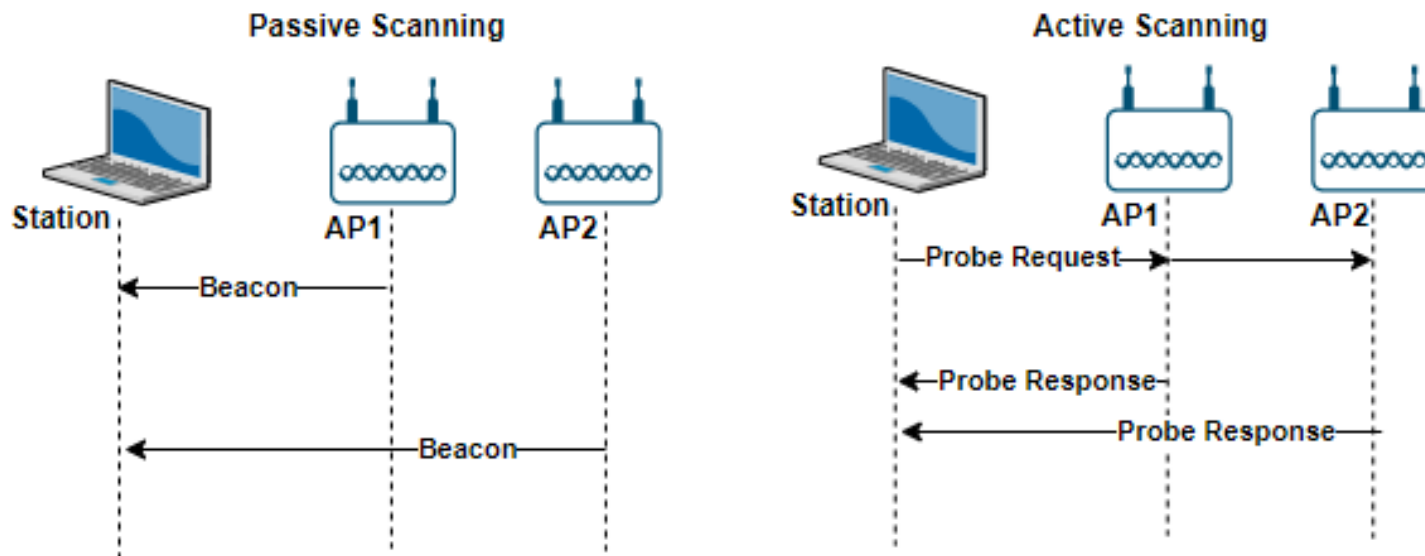 Passive Scanning
Station
AP1
AP2
Beacon
Beacon
Active Scanning
Station
AP1
AP2
Probe Request
Probe Response
Probe Response